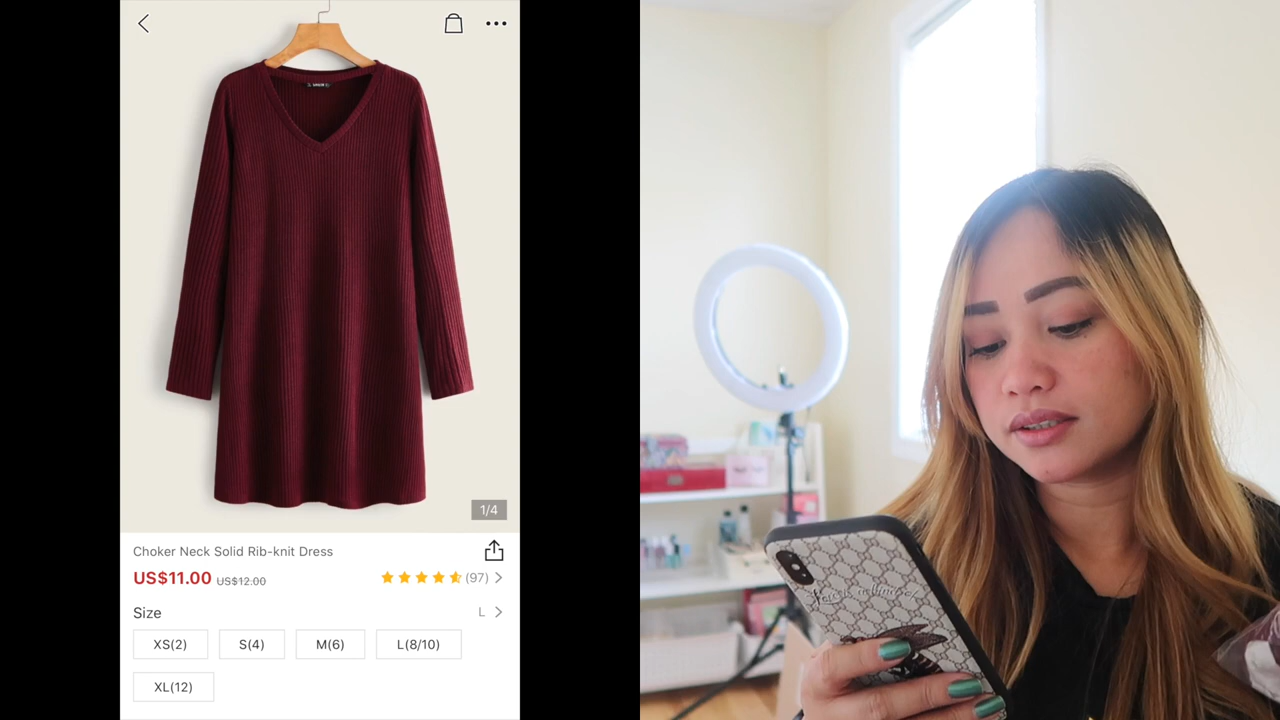 1/4
Choker Neck Solid Rib-knit Dress
US$11.00 US$12.00
(97)
Size
L
XS(2) S(4) M(6) L(8/10)
XL(12)